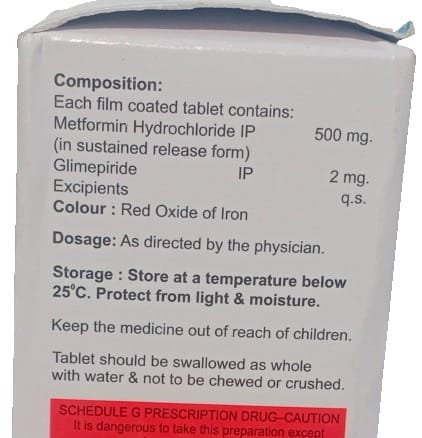 Composition:
Each film coated tablet contains:
Metformin Hydrochloride IP 500 mg.
(in sustained release form)
Glimepiride IP 2 mg.
Excipients q.s.
Colour : Red Oxide of Iron
Dosage: As directed by the physician.
Storage : Store at a temperature below
25°C. Protect from light & moisture.
Keep the medicine out of reach of children.
Tablet should be swallowed as whole
with water & not to be chewed or crushed.
SCHEDULE G PRESCRIPTION DRUG–CAUTION
It is dangerous to take this preparation except